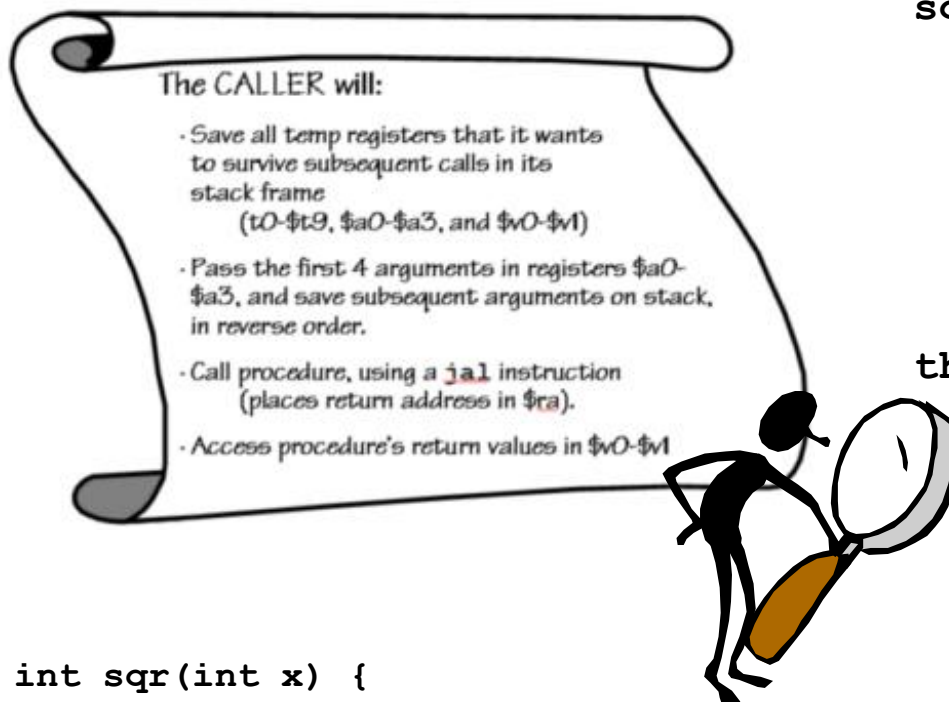 sq
The CALLER will:
· Save all temp registers that it wants
to survive subsequent calls in its
stack frame
(t0-$t9, $a0-$a3, and $v0-$v1)
· Pass the first 4 arguments in registers $a0-
$a3, and save subsequent arguments on stack,
in reverse order.
· Call procedure, using a jal instruction
(places return address in $ra).
· Access procedure's return values in $v0-$v1
th
int sqr(int x) {